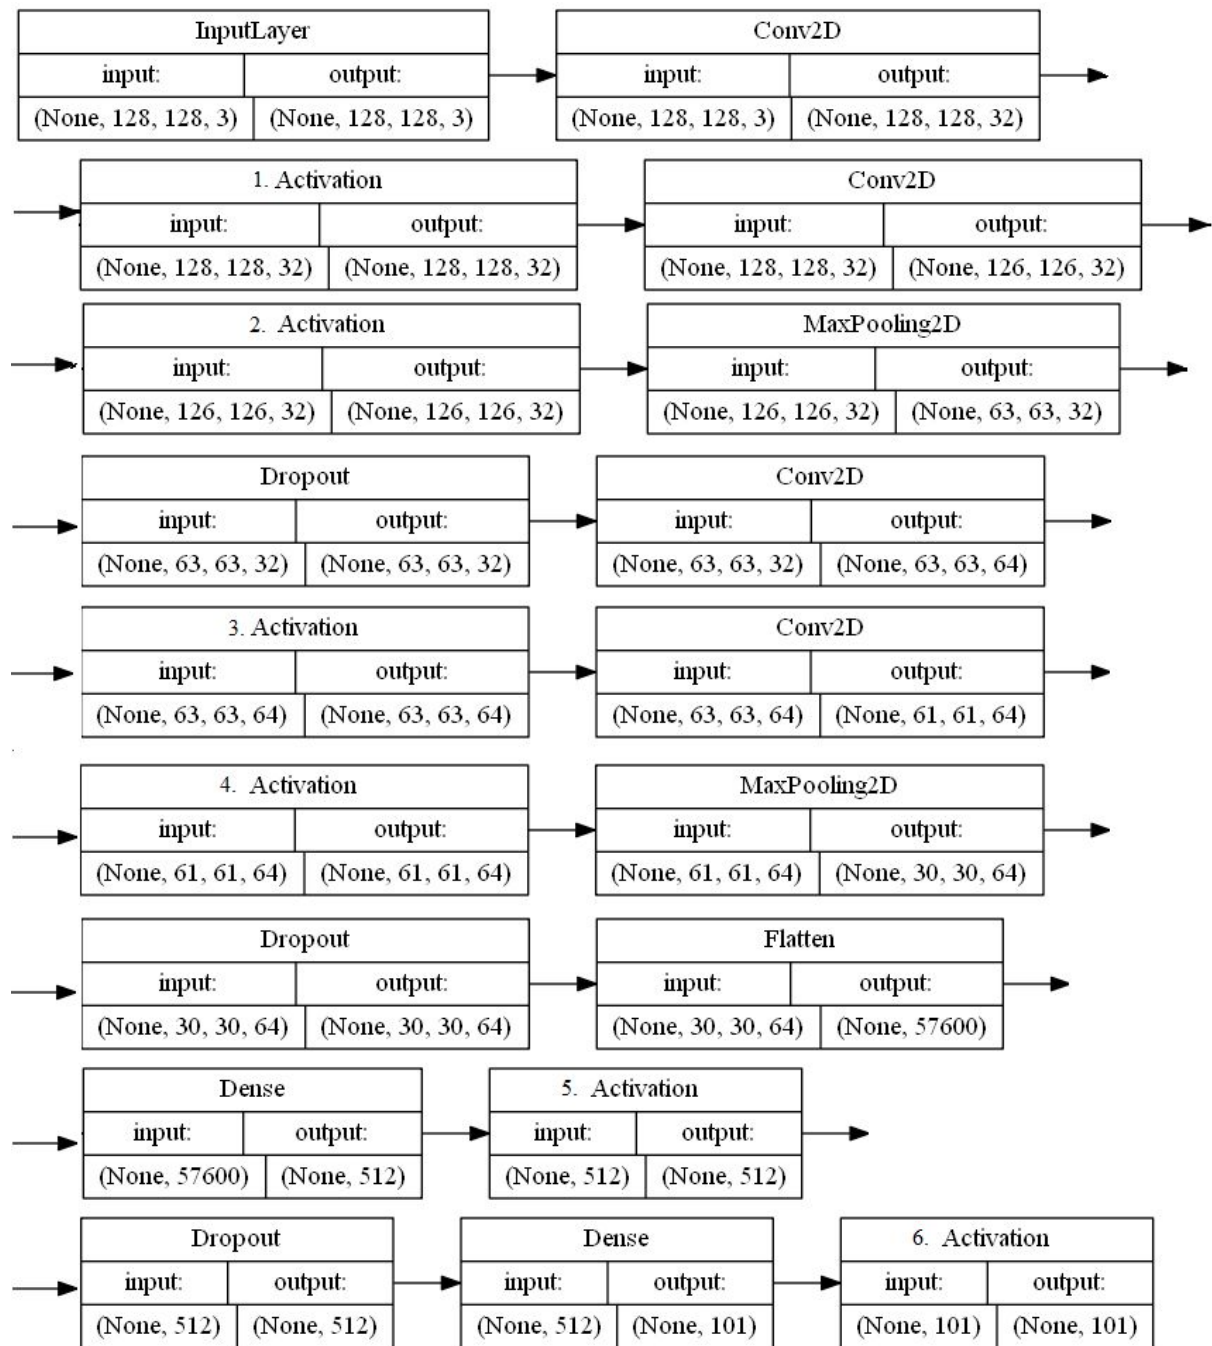 InputLayer Conv2D
input: output: input: output:
(None, 128, 128, 3) (None, 128, 128, 3) (None, 128, 128, 3) (None, 128, 128, 32)
1. Activation Conv2D
input: output: input: output:
(None, 128, 128, 32) (None, 128, 128, 32) (None, 128, 128, 32) (None, 126, 126, 32)
2. Activation MaxPooling2D
input: output: input: output:
(None, 126, 126, 32) (None, 126, 126, 32) (None, 126, 126, 32) (None, 63, 63, 32)
Dropout Conv2D
input: output: input: output:
(None, 63, 63, 32) (None, 63, 63, 32) (None, 63, 63, 32) (None, 63, 63, 64)
3. Activation Conv2D
input: output: input: output:
(None, 63, 63, 64) (None, 63, 63, 64) (None, 63, 63, 64) (None, 61, 61, 64)
4. Activation MaxPooling2D
input: output: input: output:
(None, 61, 61, 64) (None, 61, 61, 64) (None, 61, 61, 64) (None, 30, 30, 64)
Dropout Flatten
input: output: input: output:
(None, 30, 30, 64) (None, 30, 30, 64) (None, 30, 30, 64) (None, 57600)
Dense 5. Activation
input: output: input: output:
(None, 57600) (None, 512) (None, 512) (None, 512)
Dropout Dense 6. Activation
input: output: input: output: input: output:
(None, 512) (None, 512) (None, 512) (None, 101) (None, 101) (None, 101)